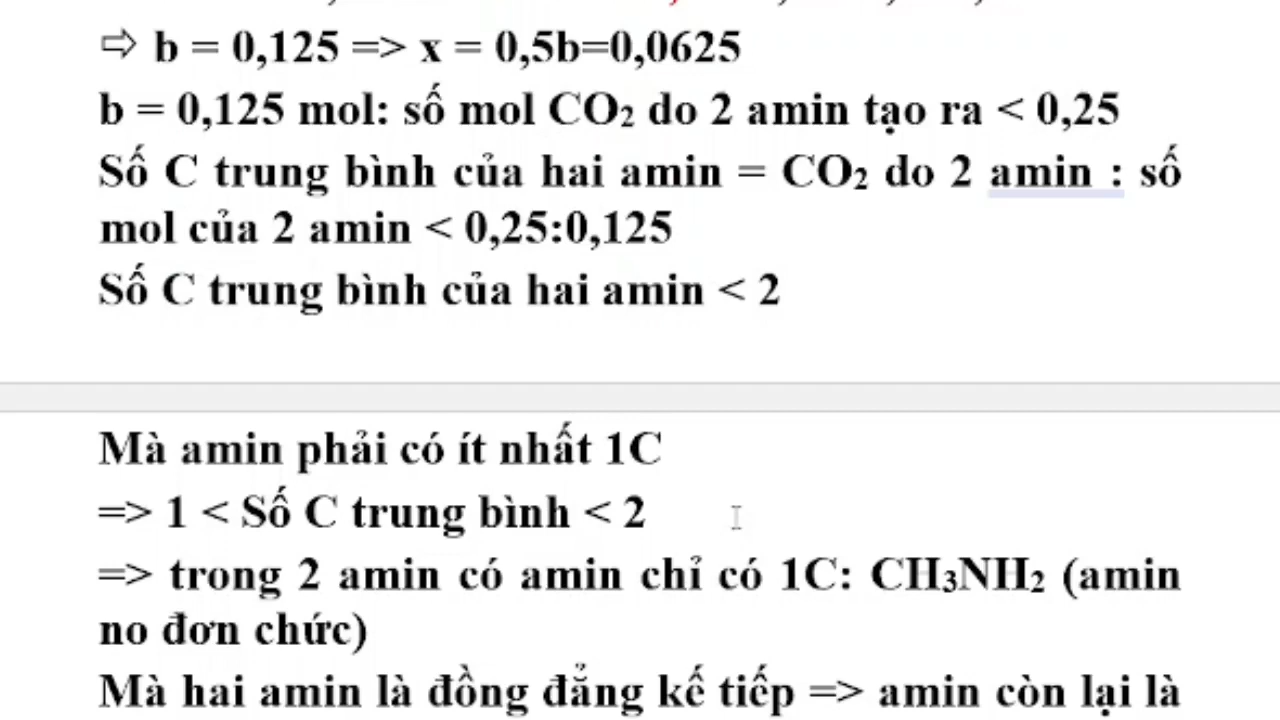 ⇨ b = 0,125 => x = 0,5b=0,0625
b = 0,125 mol: số mol CO₂ do 2 amin tạo ra < 0,25
Số C trung bình của hai amin = CO₂ do 2 amin : số
mol của 2 amin < 0,25:0,125
Số C trung bình của hai amin < 2
Mà amin phải có ít nhất 1C
=> 1 < Số C trung bình < 2
=> trong 2 amin có amin chỉ có 1C: CH₃NH₂ (amin
no đơn chức)
Mà hai amin là đồng đẳng kế tiếp => amin còn lại là